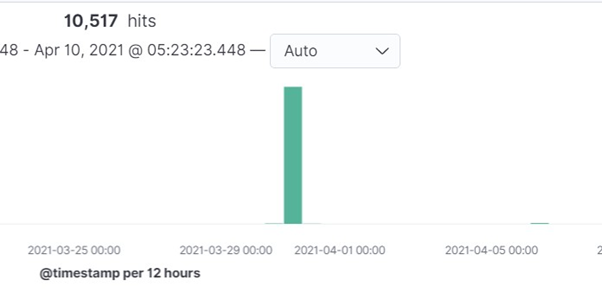 10,517 hits
48 - Apr 10, 2021 @ 05:23:23.448 — Auto
2021-03-25 00:00 2021-03-29 00:00 2021-04-01 00:00 2021-04-05 00:00 2
@timestamp per 12 hours